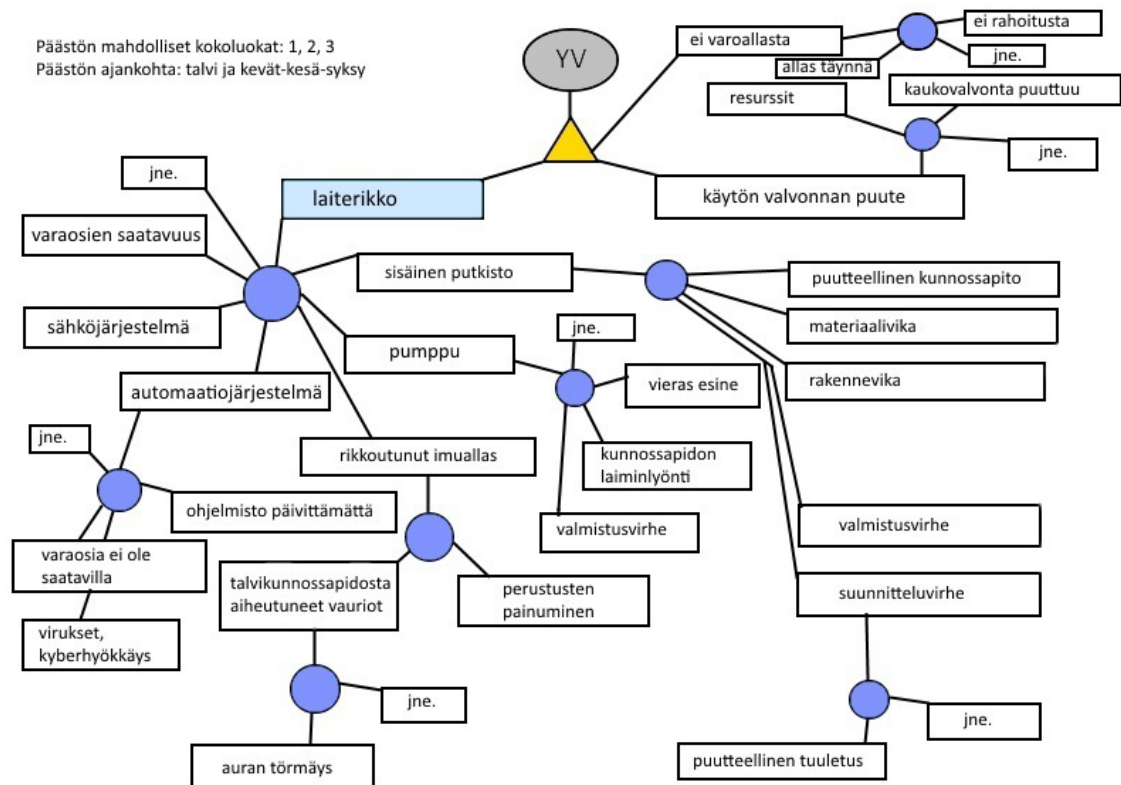 Päästön mahdolliset kokoluokat: 1, 2, 3
Päästön ajankohta: talvi ja kevät-kesä-syksy
YV
ei varoallasta
ei rahoitusta
jne.
allas täynnä
resurssit
kaukovalvonta puuttuu
jne.
käytön valvonnan puute
laiterikko
jne.
varaosien saatavuus
sähköjärjestelmä
automaatiojärjestelmä
sisäinen putkisto
puutteellinen kunnossapito
materiaalivika
rakennevika
pumppu
jne.
vieras esine
kunnossapidon
laiminlyönti
valmistusvirhe
rikkoutunut imuallas
jne.
ohjelmisto päivittämättä
varaosia ei ole
saatavilla
virukset,
kyberhyökkäys
talvikunnossapidosta
aiheutuneet vauriot
perustusten
painuminen
valmistusvirhe
suunnitteluvirhe
jne.
auran törmäys
jne.
puutteellinen tuuletus